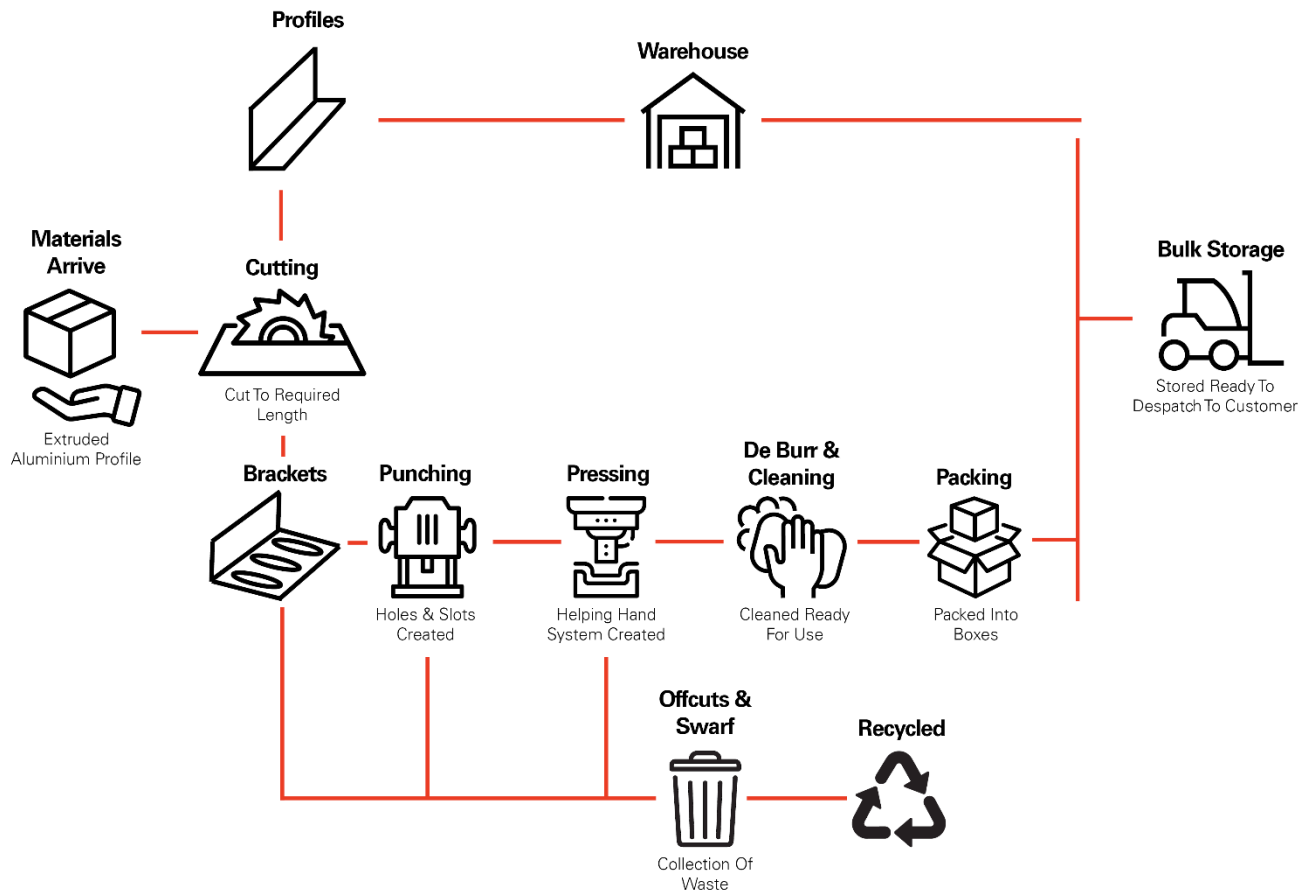 Profiles
Warehouse
Materials
Arrive
Extruded
Aluminium Profile
Cutting
Cut To Required
Length
Bulk Storage
Stored Ready To
Despatch To Customer
Brackets
Punching
Holes & Slots
Created
Pressing
Helping Hand
System Created
De Burr &
Cleaning
Cleaned Ready
For Use
Packing
Packed Into
Boxes
Offcuts &
Swarf
Collection Of
Waste
Recycled